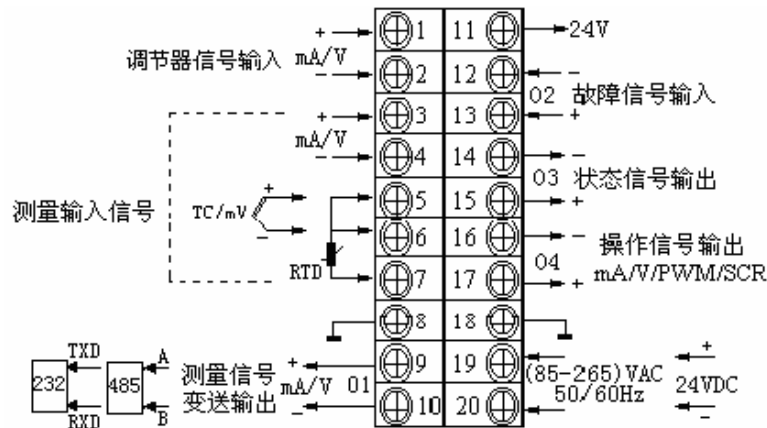 调节器信号输入
+
mA/V
−
1
11
24V
2
12
−
O2 故障信号输入
3
13
+
+
mA/V
−
4
14
−
O3 状态信号输出
测量输入信号
TC/mV
+
−
5
15
+
6
16
−
操作信号输出
RTD
7
17
O4
+
mA/V/PWM/SCR
8
18
232
TXD
RXD
485
A
B
测量信号
变送输出
+
mA/V
−
O1
9
19
(85-265)VAC
50/60Hz
+
24VDC
−
10
20